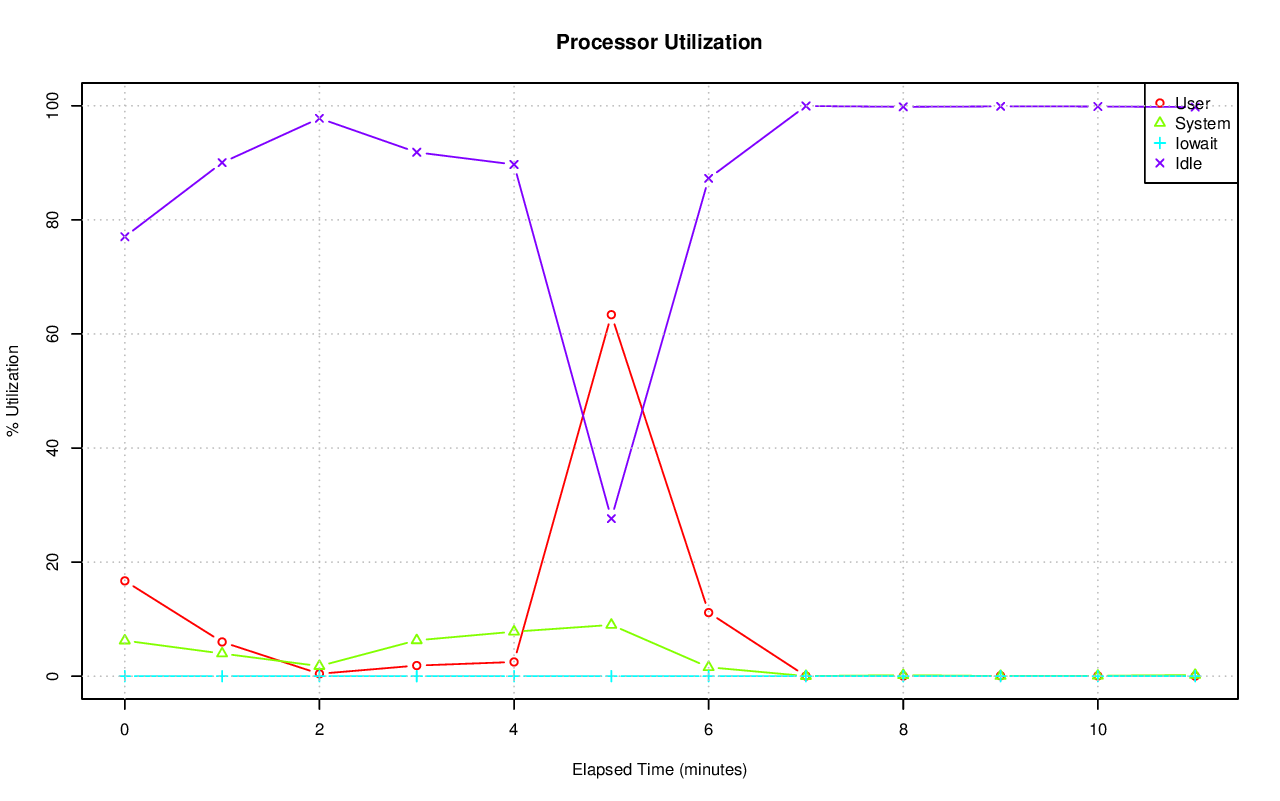 Processor Utilization
% Utilization
100
80
60
40
20
0
User
System
Iowait
Idle
0 2 4 6 8 10
Elapsed Time (minutes)